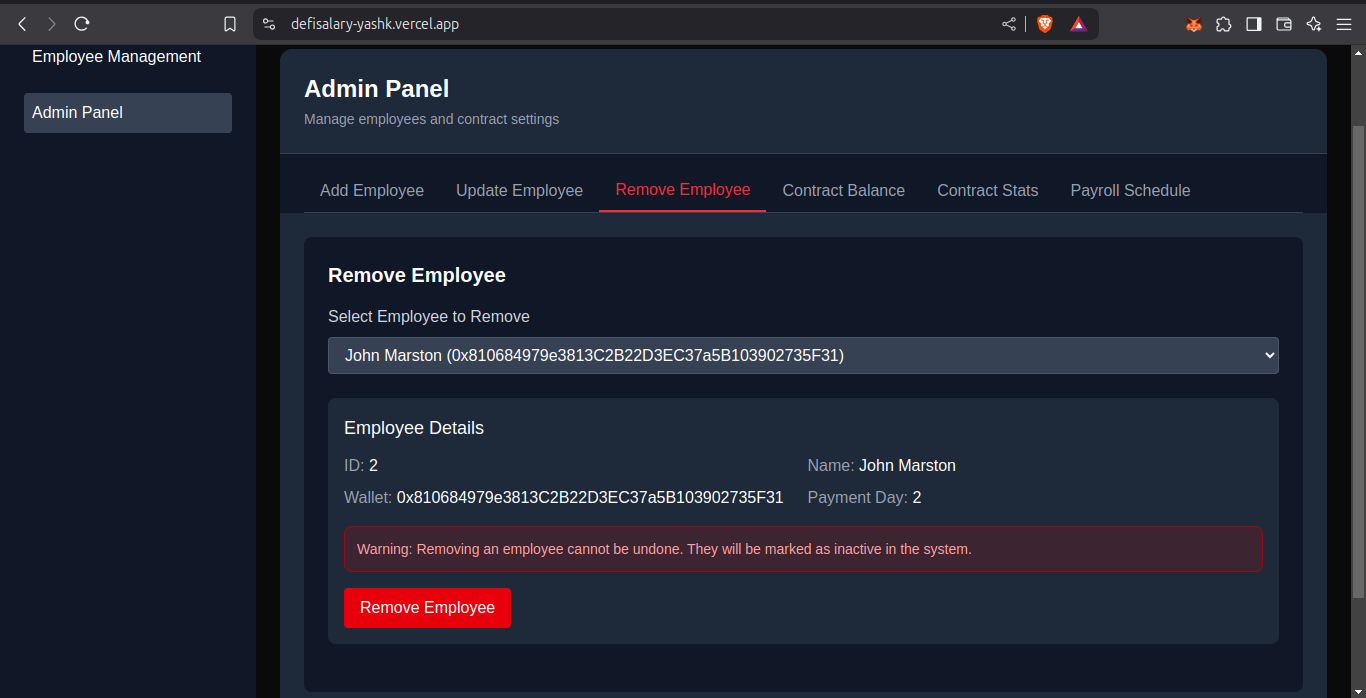 defisalary-yashk.vercel.app
Employee Management
Admin Panel
Admin Panel
Manage employees and contract settings
Add Employee Update Employee Remove Employee Contract Balance Contract Stats Payroll Schedule
Remove Employee
Select Employee to Remove
John Marston (0x810684979e3813C2B22D3EC37a5B103902735F31)
Employee Details
ID: 2 Name: John Marston
Wallet: 0x810684979e3813C2B22D3EC37a5B103902735F31 Payment Day: 2
Warning: Removing an employee cannot be undone. They will be marked as inactive in the system.
Remove Employee